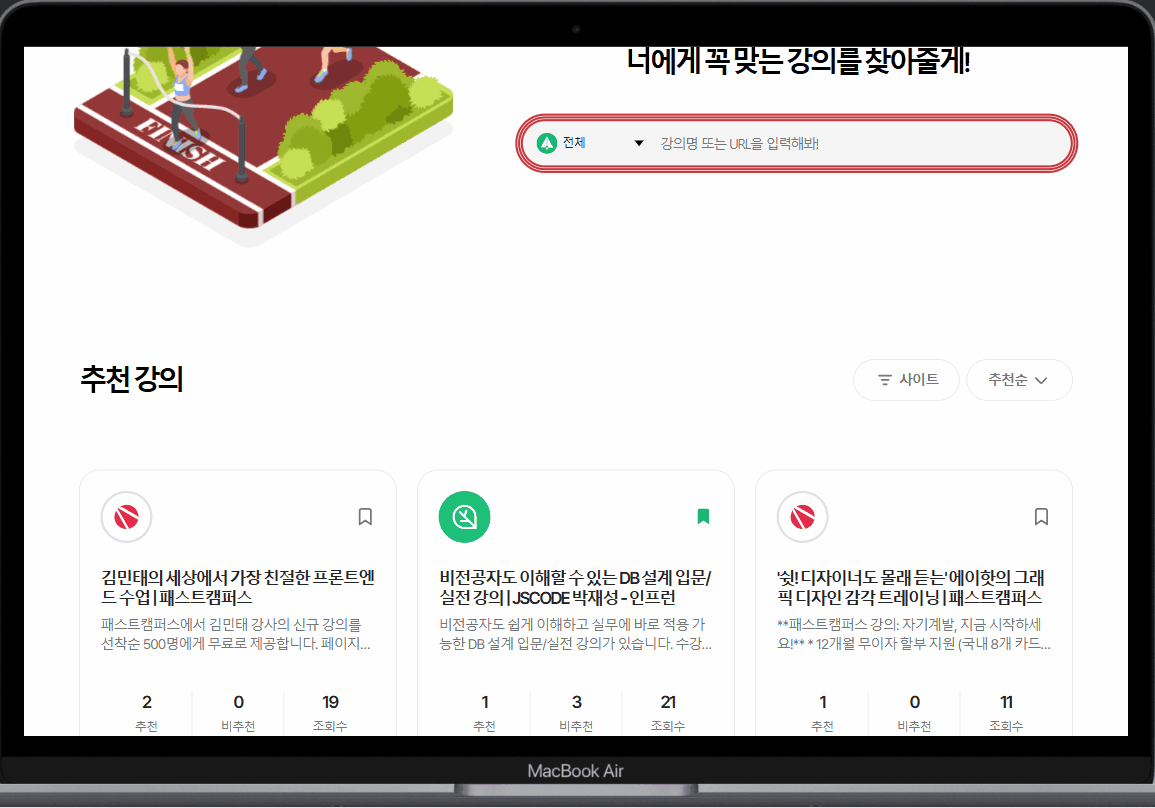 너에게 꼭 맞는 강의를 찾아줄게!
FINISH
전체
강의명 또는 URL을 입력해봐!
추천 강의
사이트
추천순
김민태의 세상에서 가장 친절한 프론트엔
드 수업 | 패스트캠퍼스
패스트캠퍼스에서 김민태 강사의 신규 강의를
선착순 500명에게 무료로 제공합니다. 페이지...
2
0
19
추천
비추천
조회수
비전공자도 이해할 수 있는 DB 설계 입문/
실전 강의 | JSCODE 박재성 - 인프런
비전공자도 쉽게 이해하고 실무에 바로 적용 가
능한 DB 설계 입문/실전 강의가 있습니다. 수강...
1
3
21
추천
비추천
조회수
'쉿! 디자이너도 몰래 듣는' 에이핫의 그래
픽 디자인 감각 트레이닝 | 패스트캠퍼스
**패스트캠퍼스 강의: 자기계발, 지금 시작하세
요!** * 12개월 무이자 할부 지원 (국내 8개 카드...
1
0
11
추천
비추천
조회수
MacBook Air